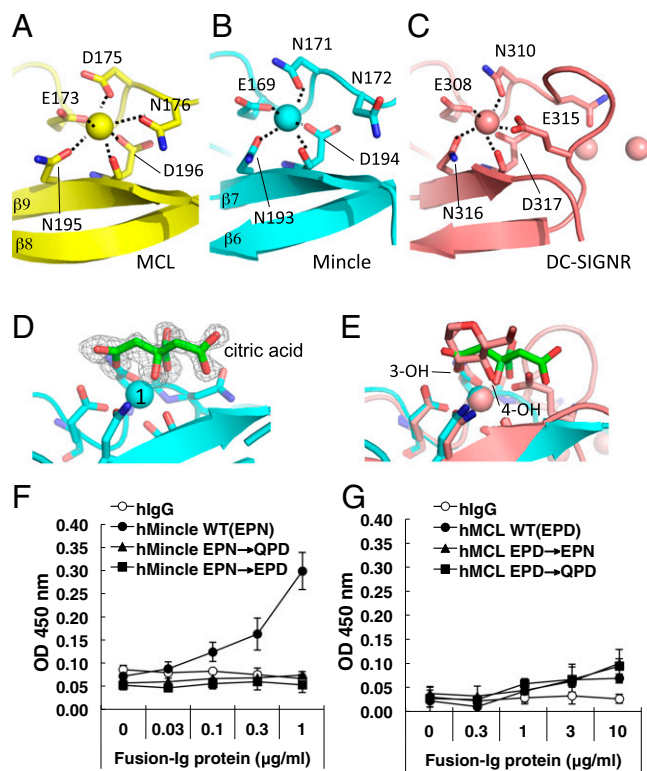 A
D175
E173
N176
D196
N195
β9
β8
MCL
B
N171
E169
N172
D194
N193
β7
β6
Mincle
C
N310
E308
E315
N316
D317
DC-SIGNR
D
citric acid
1
E
3-OH
4-OH
F
hIgG
hMincle WT(EPN)
hMincle EPN→QPD
hMincle EPN→EPD
OD 450 nm
0.40
0.35
0.30
0.25
0.20
0.15
0.10
0.05
0.00
0 0.03 0.1 0.3 1
Fusion-Ig protein (μg/ml)
G
hIgG
hMCL WT(EPD)
hMCL EPD→EPN
hMCL EPD→QPD
OD 450 nm
0.40
0.35
0.30
0.25
0.20
0.15
0.10
0.05
0.00
0 0.3 1 3 10
Fusion-Ig protein (μg/ml)